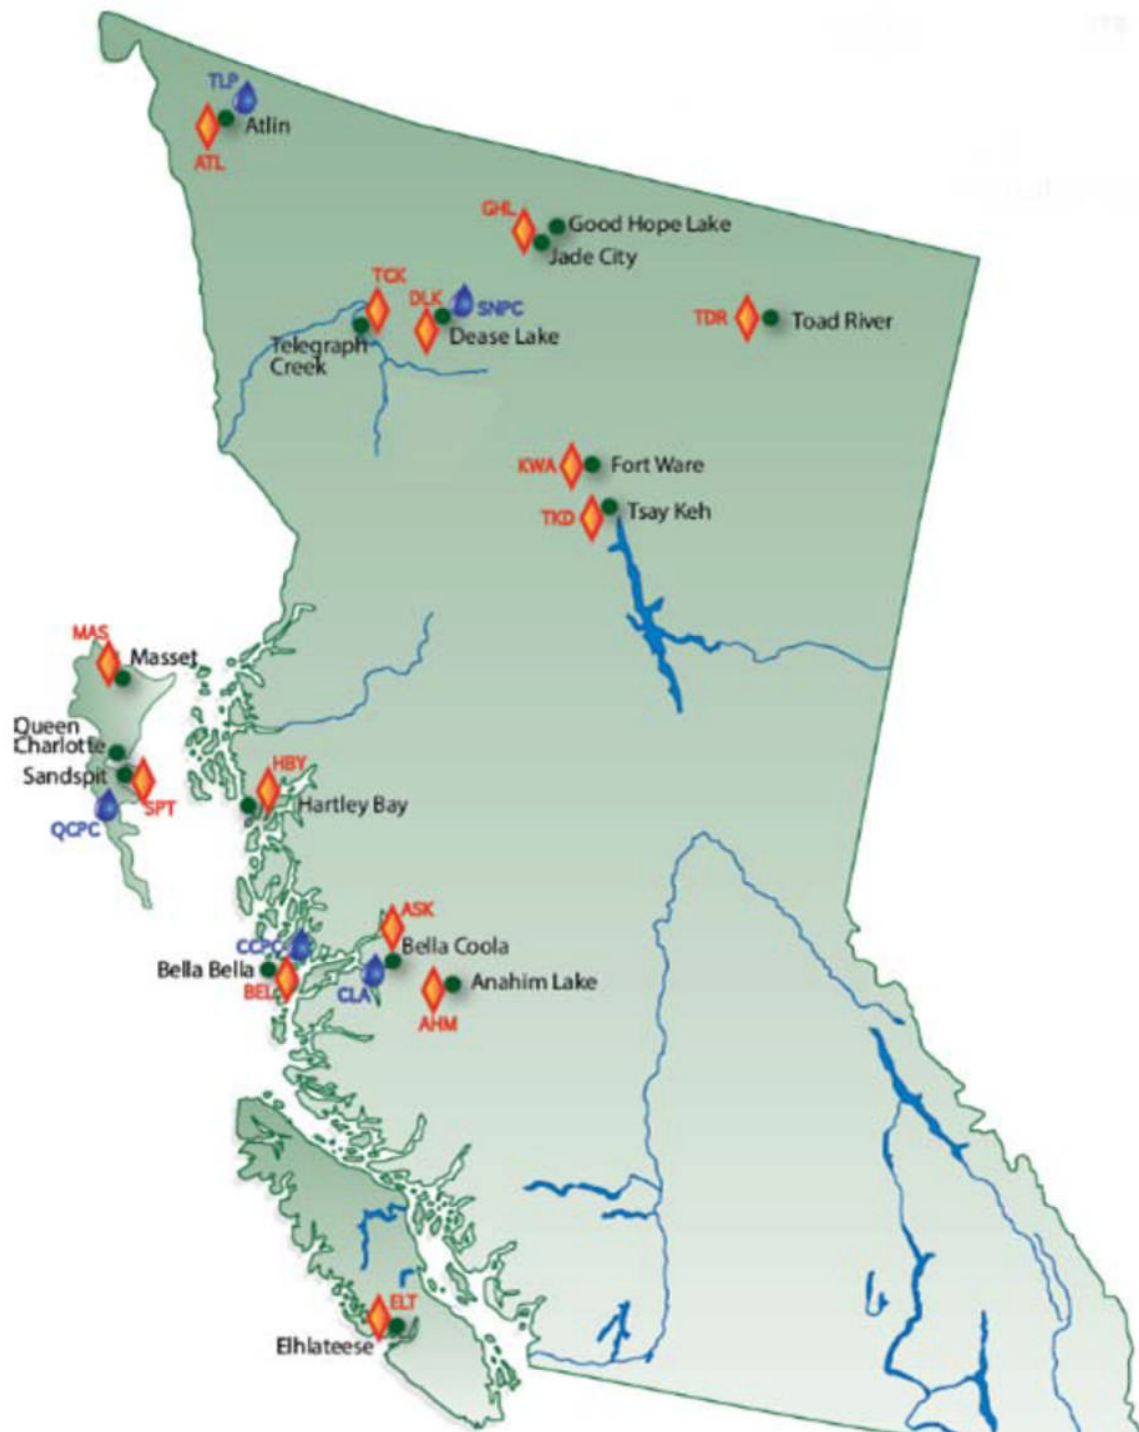 TLP
Atlin
ATL
GHL
Good Hope Lake
Jade City
TCK
DLK
SNPC
Dease Lake
Telegraph
Creek
TDR
Toad River
KWA
Fort Ware
TKD
Tsay Keh
MAS
Masset
Queen
Charlotte
Sandspit
SPT
QCPC
HBY
Hartley Bay
ASK
CCPC
Bella Coola
Bella Bella
BEL
CLA
Anahim Lake
AHM
ELT
Elhlateese